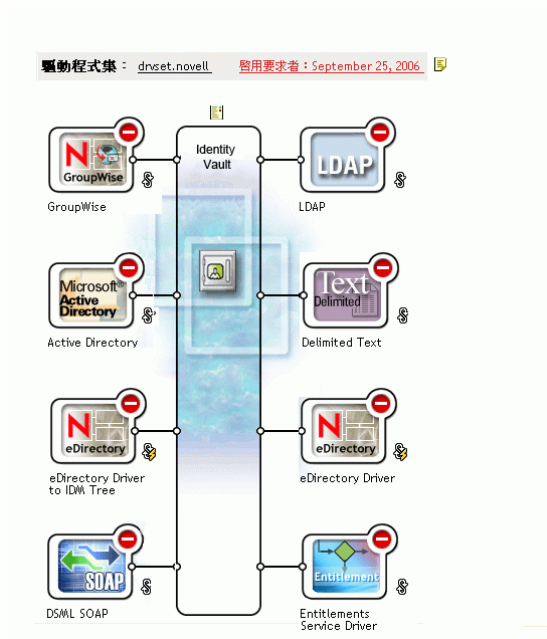 驅動程式集： drvset.novell 啓用要求者：September 25, 2006
Identity
Vault
N
GroupWise
GroupWise
LDAP
LDAP
Microsoft®
Active
Directory
Active Directory
Text
Delimited
Delimited Text
N
eDirectory
eDirectory Driver
to IDM Tree
N
eDirectory
eDirectory Driver
SOAP
DSML SOAP
Entitlement
Entitlements
Service Driver